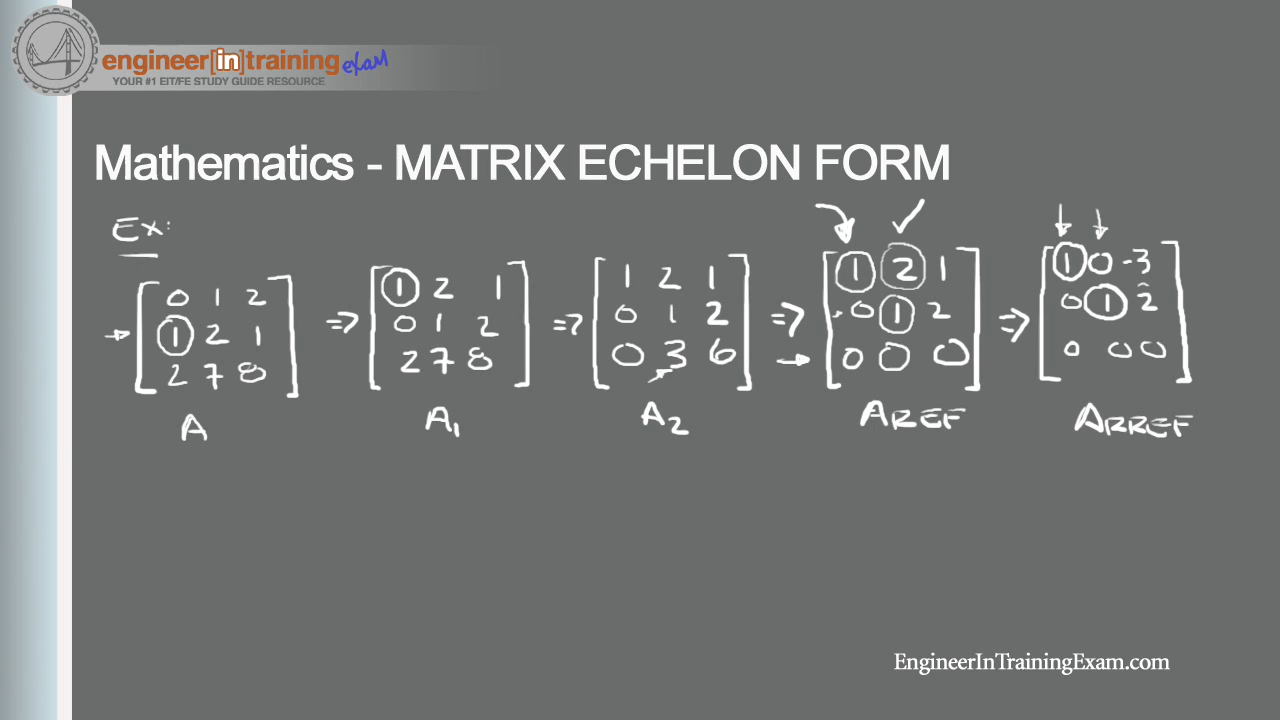 engineer[in]training exam
YOUR #1 EIT/FE STUDY GUIDE RESOURCE
Mathematics - MATRIX ECHELON FORM
Ex:
[0 1 2] ⇒ [1 2 1] ⇒ [1 2 1] ⇒ [1 2 1] ⇒ [1 0 -3]
[1 2 1] [0 1 2] [0 1 2] [0 1 2] [0 1 2]
[2 7 8] [2 7 8] [0 3 6] [0 0 0] [0 0 0]
A A1 A2 AREF ARREF
EngineerInTrainingExam.com